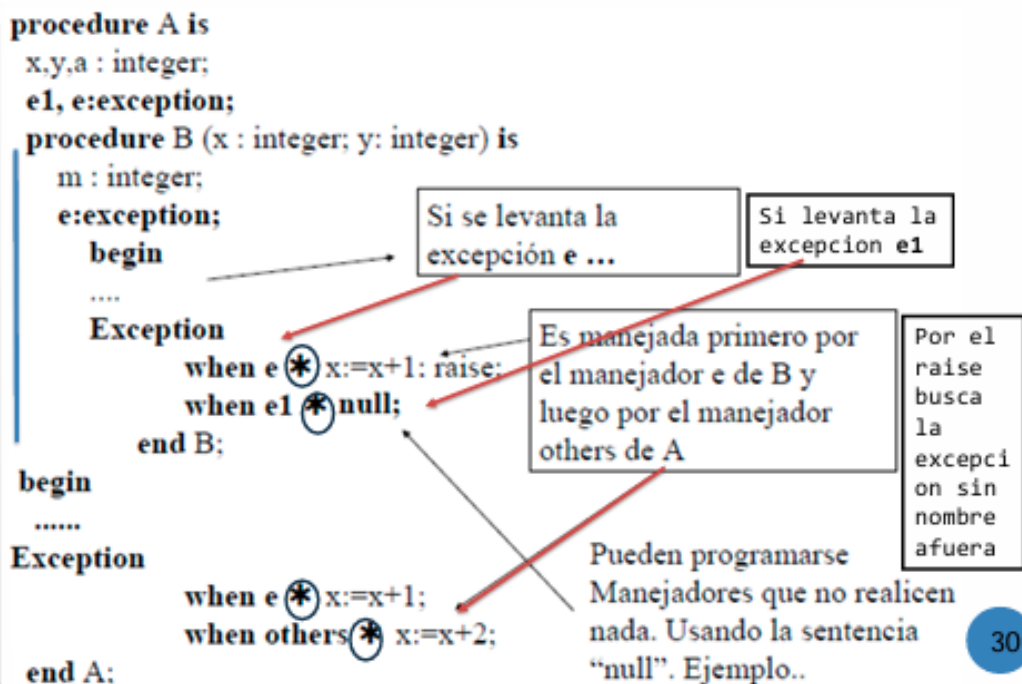 procedure A is
x,y,a : integer;
e1, e:exception;
procedure B (x : integer; y: integer) is
m : integer;
e:exception;
begin
....
Exception
when e * x:=x+1; raise;
when e1 * null;
end B;
begin
......
Exception
when e * x:=x+1;
when others * x:=x+2;
end A;
Si se levanta la
excepción e ...
Si levanta la
excepcion e1
Es manejada primero por
el manejador e de B y
luego por el manejador
others de A
Por el
raise
busca
la
excepci
on sin
nombre
afuera
Pueden programarse
Manejadores que no realicen
nada. Usando la sentencia
“null”. Ejemplo..
30